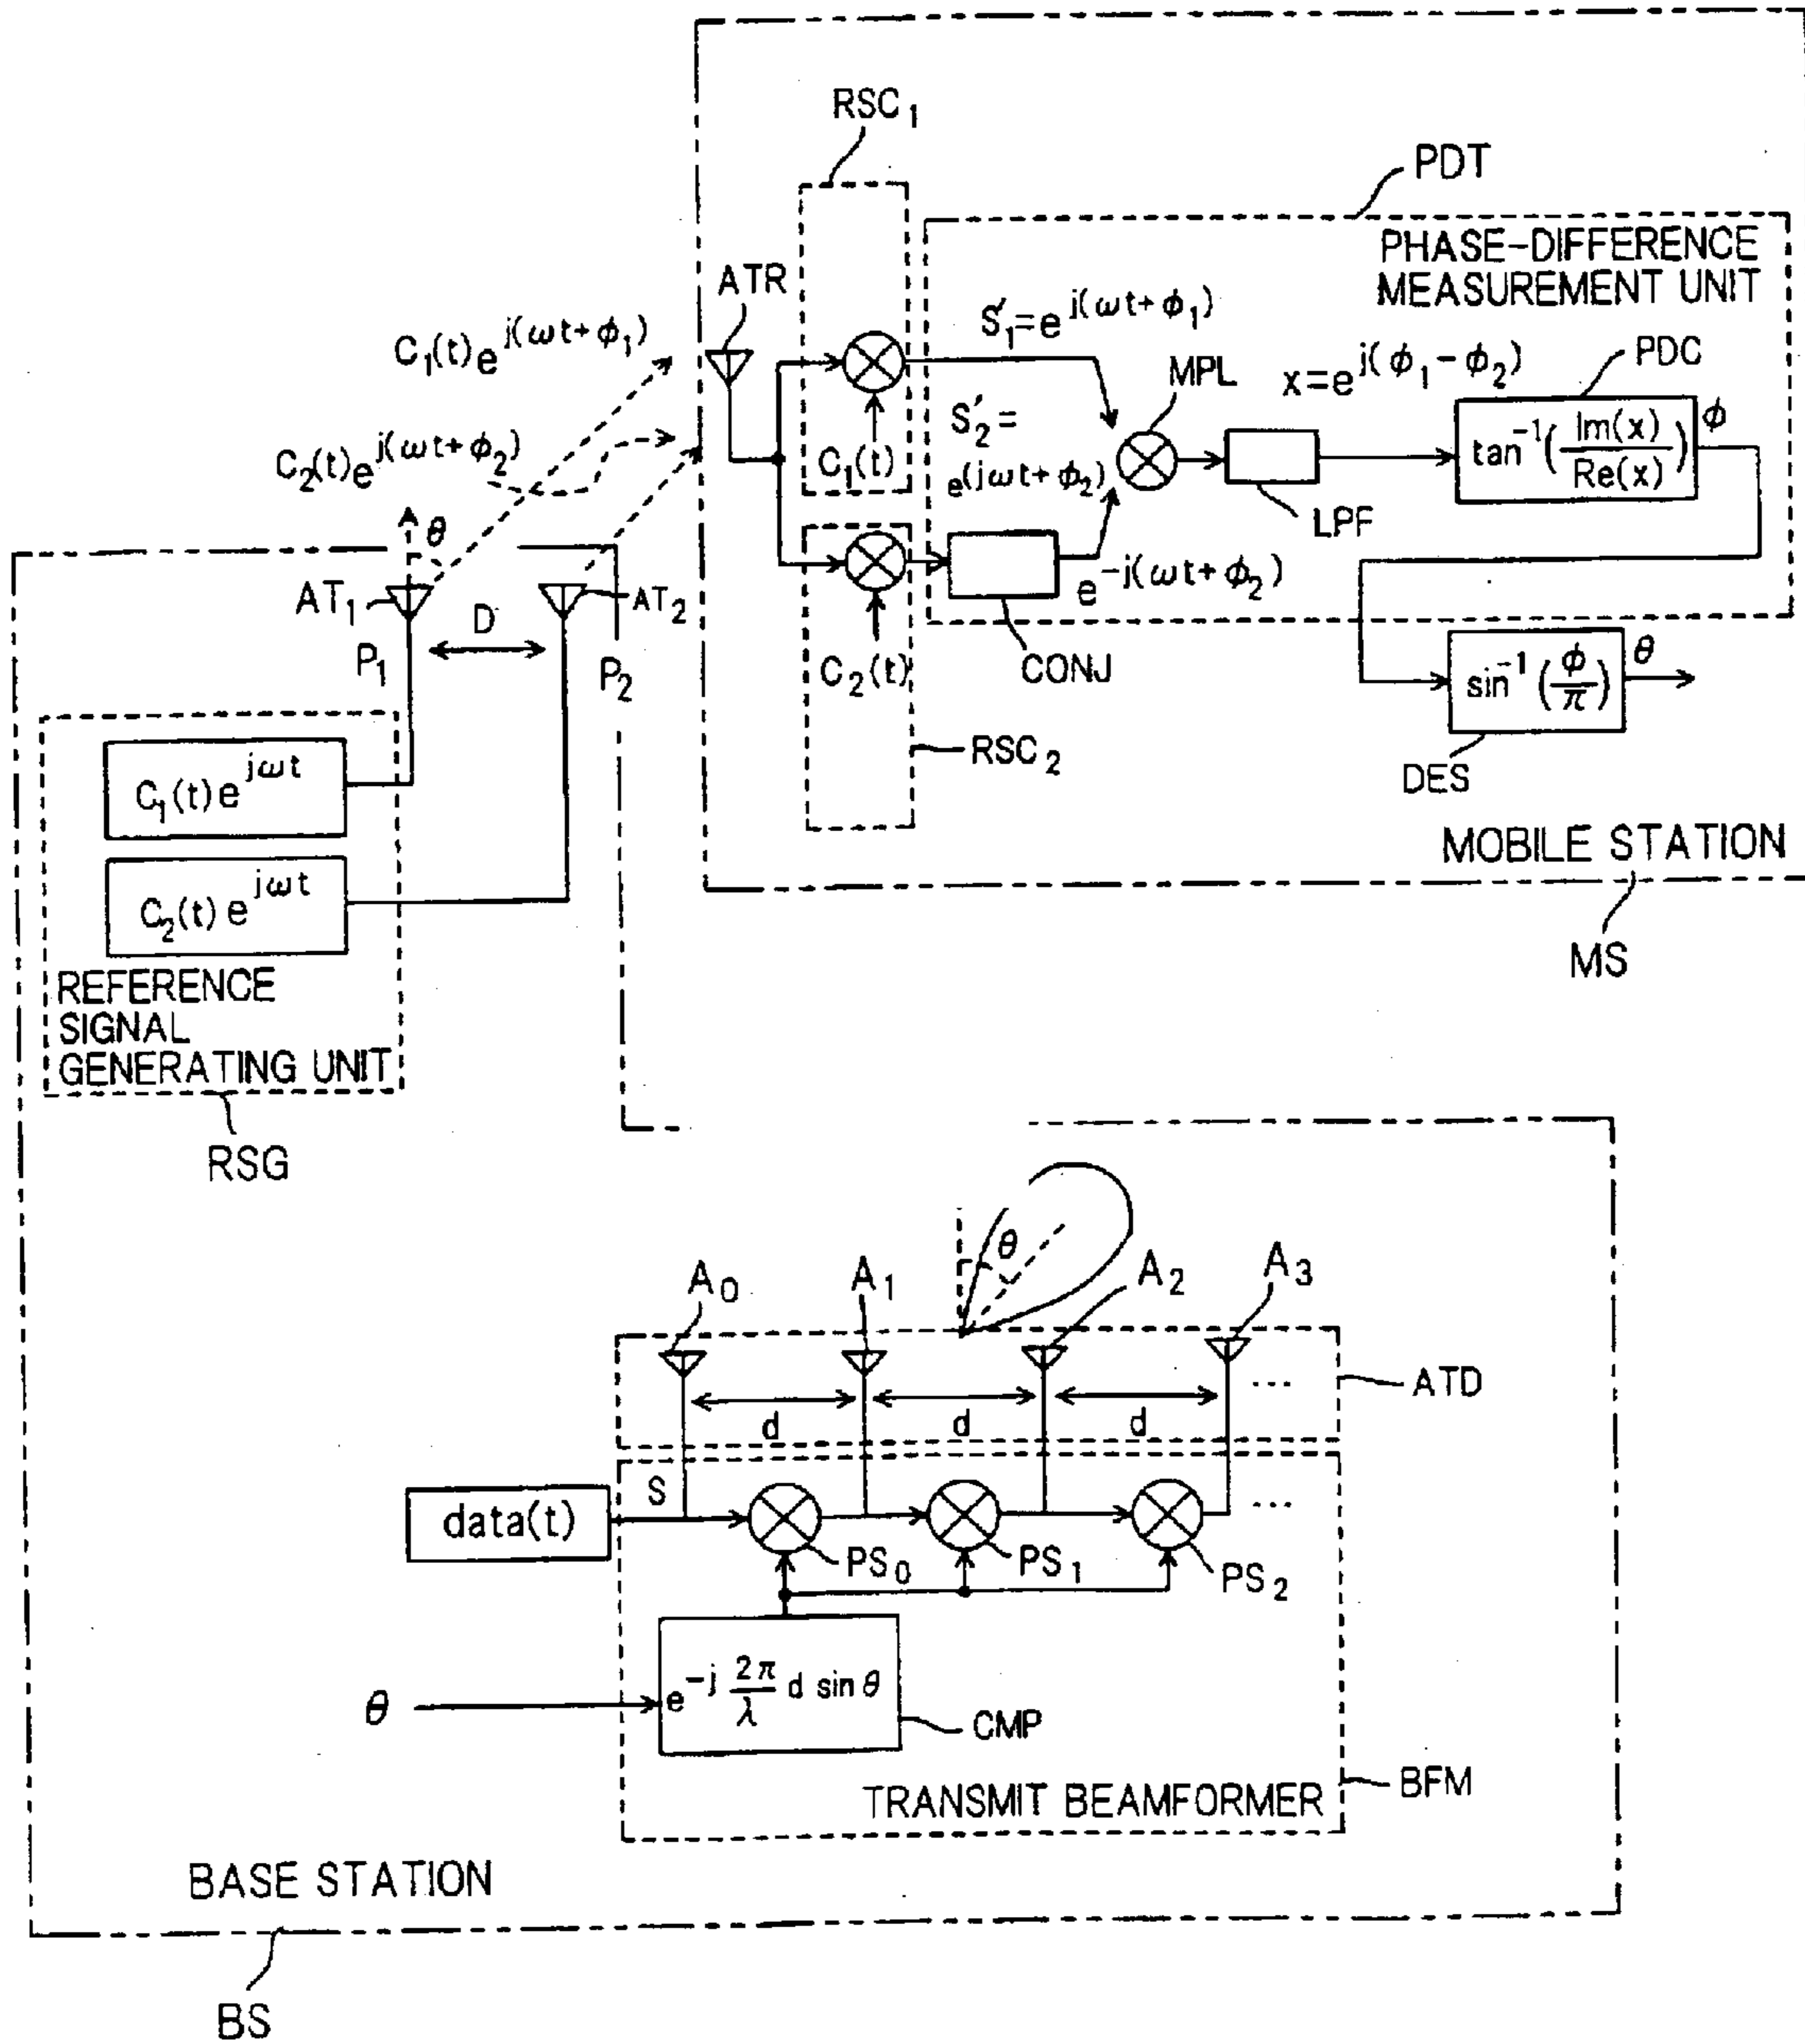 RSC₁
PDT
PHASE-DIFFERENCE
MEASUREMENT UNIT
ATR
C₁(t)e^j(ωt+ϕ₁)
S′₁=e^j(ωt+ϕ₁)
MPL
x=e^j(ϕ₁-ϕ₂)
PDC
tan⁻¹(Im(x)/Re(x))
ϕ
C₂(t)e^j(ωt+ϕ₂)
S′₂=
e^(jωt+ϕ₂)
C₁(t)
LPF
θ
AT₁
AT₂
D
P₁
P₂
e^-j(ωt+ϕ₂)
C₂(t)
CONJ
sin⁻¹(ϕ/π)
θ
RSC₂
DES
C₁(t)e^jωt
C₂(t)e^jωt
MOBILE STATION
MS
REFERENCE
SIGNAL
GENERATING UNIT
RSG
θ
A₀
A₁
A₂
A₃
...
ATD
d
d
d
data(t)
S
...
PS₀
PS₁
PS₂
θ
e^-j 2π/λ d sinθ
CMP
TRANSMIT BEAMFORMER
BFM
BASE STATION
BS